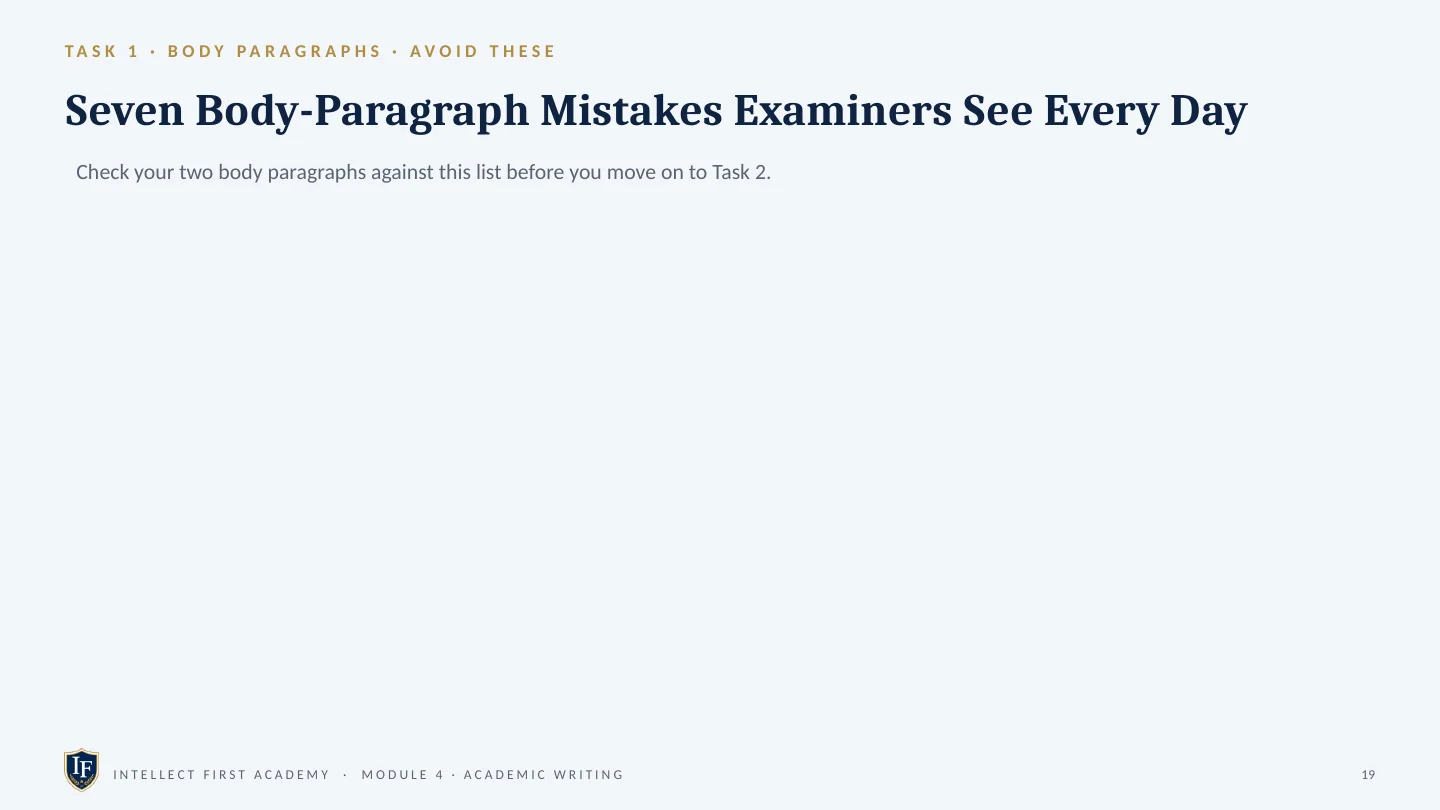 TASK 1 · BODY PARAGRAPHS · AVOID THESE
Seven Body-Paragraph Mistakes Examiners See Every Day
Check your two body paragraphs against this list before you move on to Task 2.
IF
INTELLECT FIRST ACADEMY · MODULE 4 · ACADEMIC WRITING
19